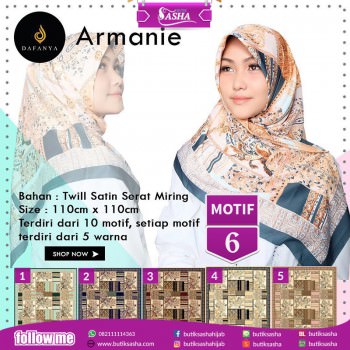 DAFANYA
Armanie
SASHA
Bahan : Twill Satin Serat Miring
Size : 110cm x 110cm
Terdiri dari 10 motif, setiap motif
terdiri dari 5 warna
SHOP NOW
MOTIF
6
1 2 3 4 5
follow me
082111114363 butiksasha butiksashahijab butiksashahijab
www.butiksasha.com butiksasha butiksasha butiksasha